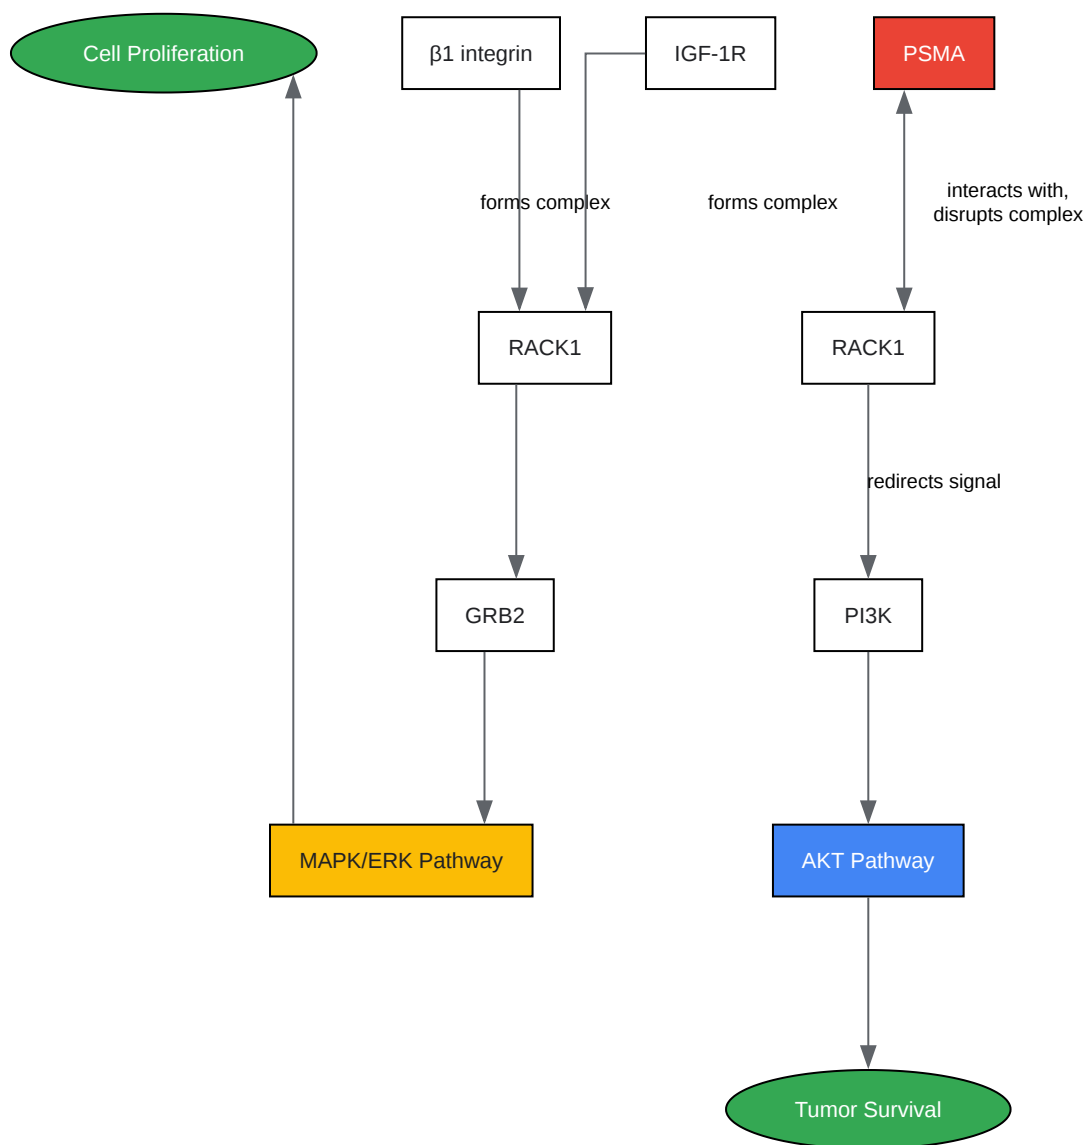 Cell Proliferation
β1 integrin
IGF-1R
PSMA
forms complex
forms complex
interacts with,
disrupts complex
RACK1
RACK1
redirects signal
GRB2
PI3K
MAPK/ERK Pathway
AKT Pathway
Tumor Survival